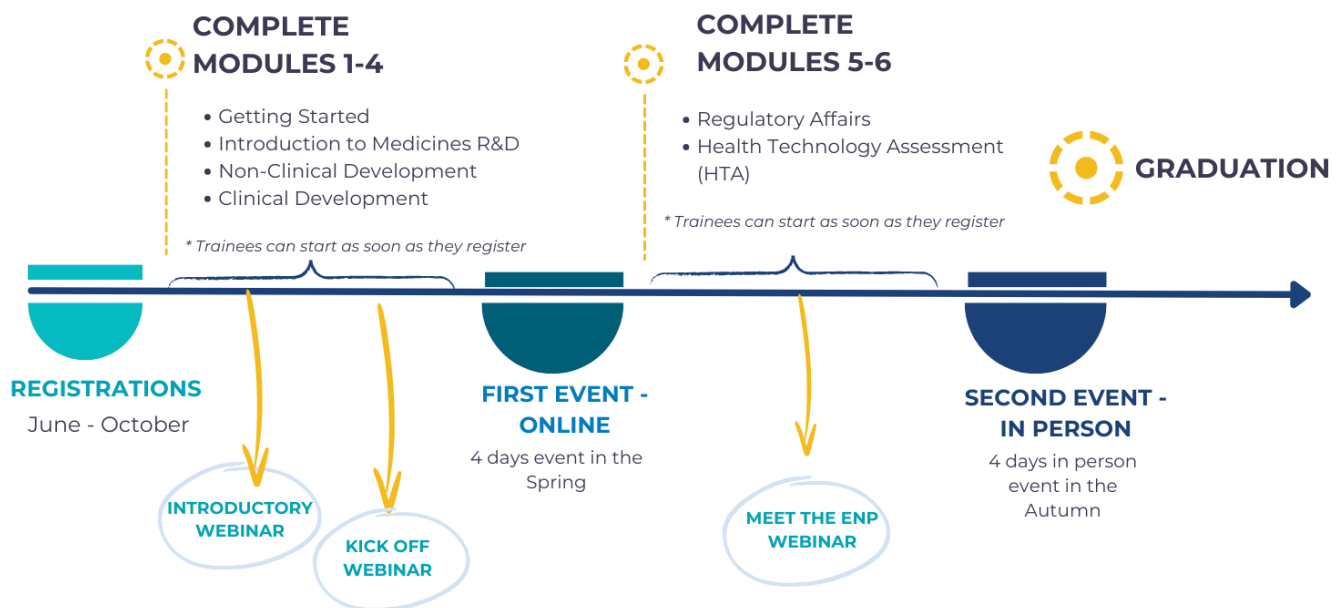 COMPLETE
MODULES 1-4
• Getting Started
• Introduction to Medicines R&D
• Non-Clinical Development
• Clinical Development
* Trainees can start as soon as they register
COMPLETE
MODULES 5-6
• Regulatory Affairs
• Health Technology Assessment
(HTA)
* Trainees can start as soon as they register
GRADUATION
REGISTRATIONS
June - October
INTRODUCTORY
WEBINAR
KICK OFF
WEBINAR
FIRST EVENT -
ONLINE
4 days event in the
Spring
MEET THE ENP
WEBINAR
SECOND EVENT -
IN PERSON
4 days in person
event in the
Autumn